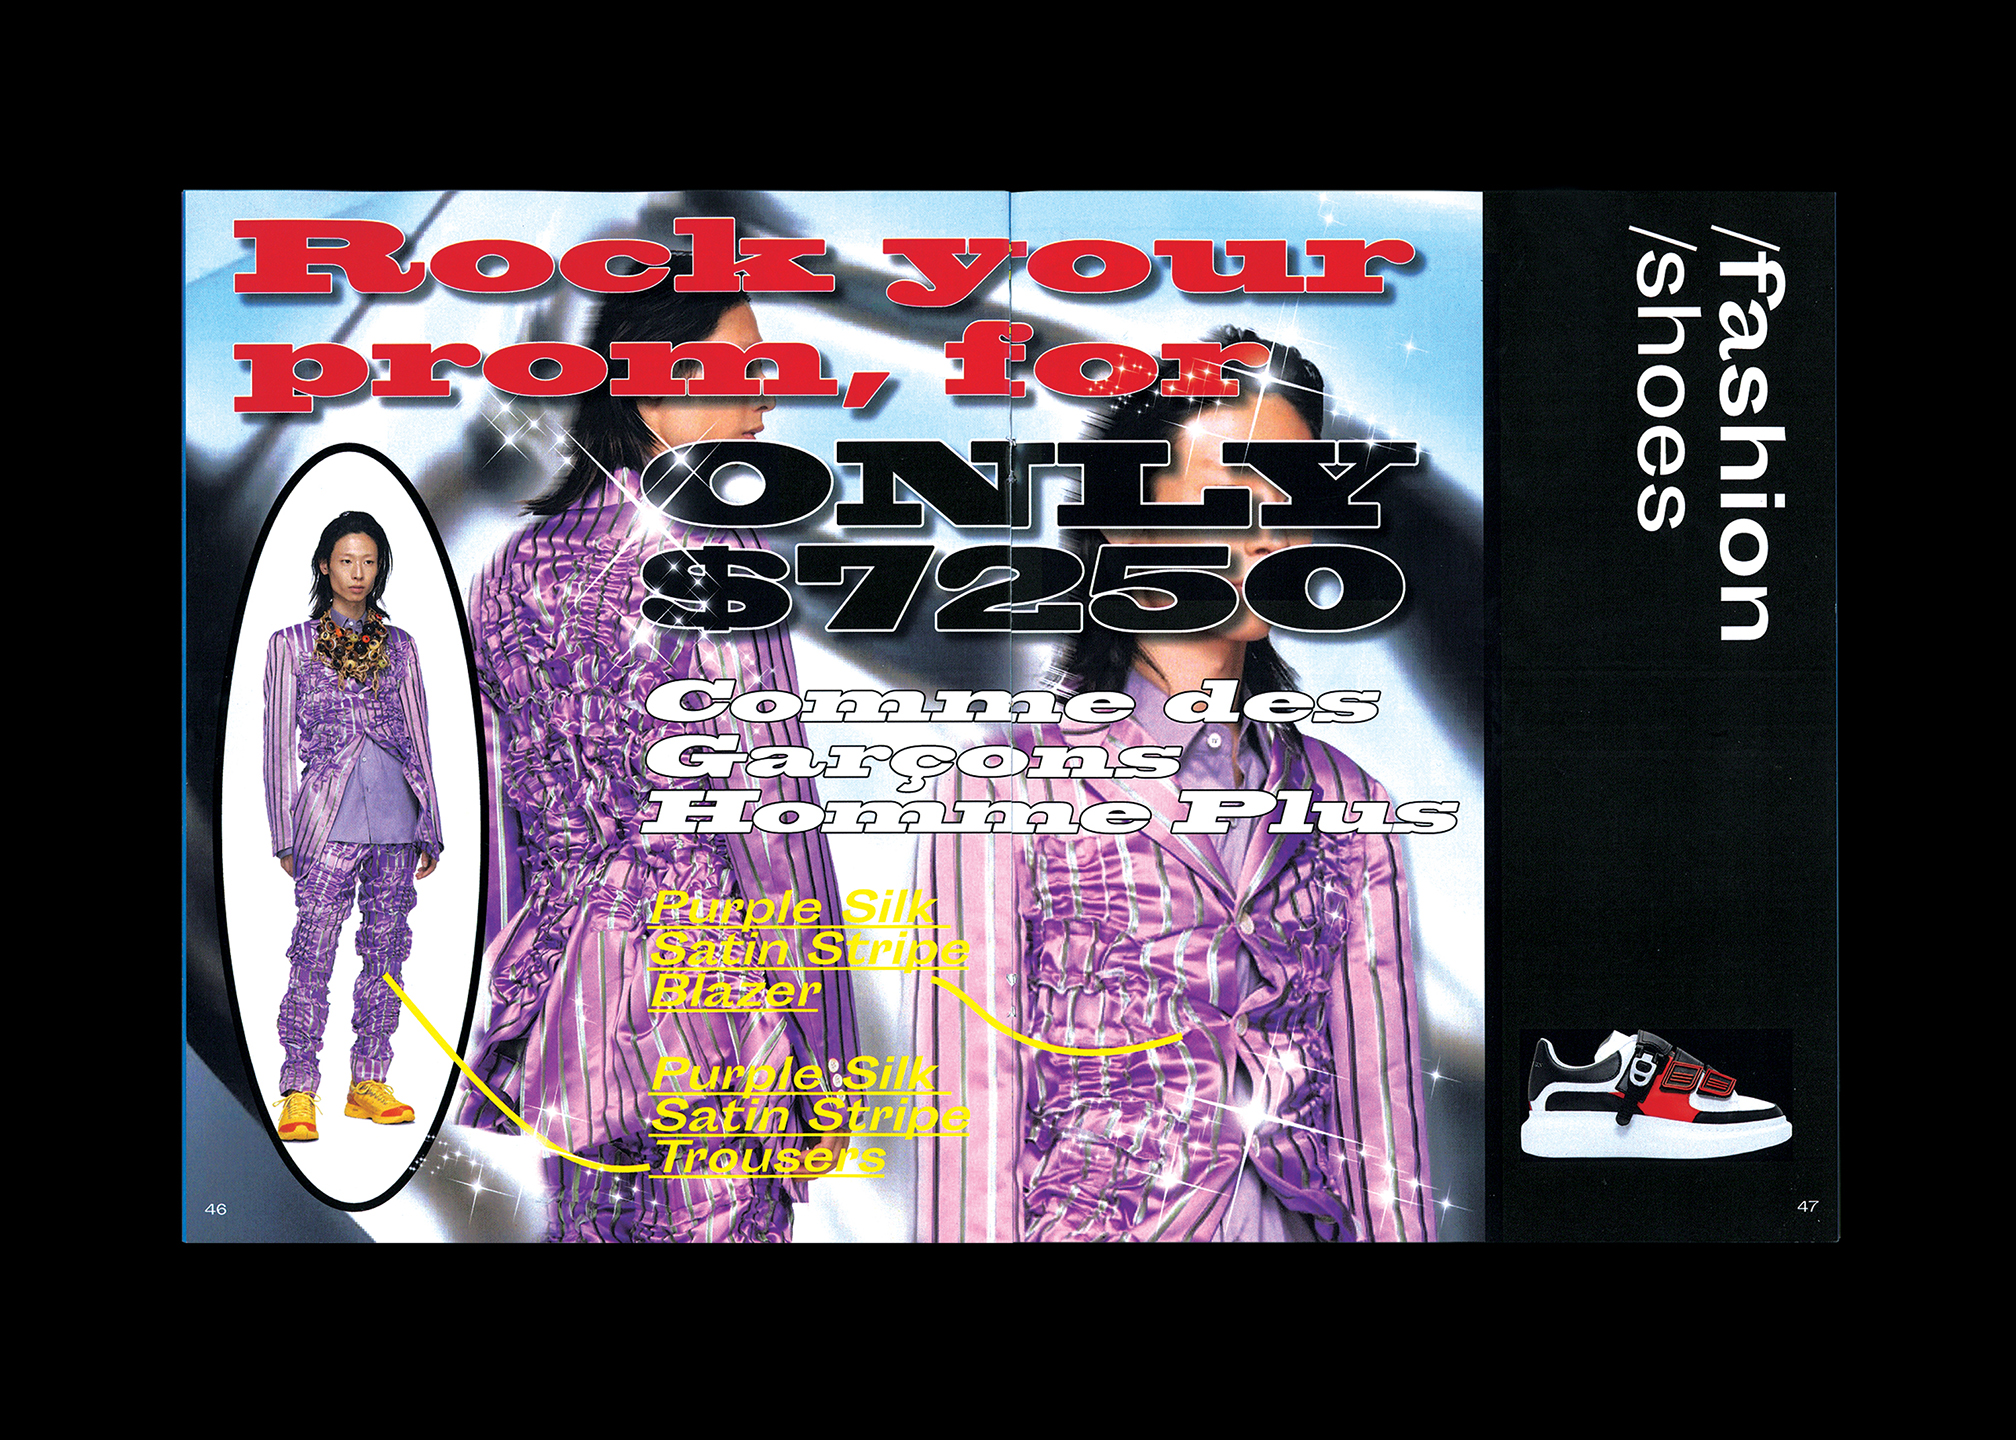 Rock your
prom, for
ONLY
$7250
Comme des
Garçons
Homme Plus
Purple Silk
Satin Stripe
Blazer
Purple Silk
Satin Stripe
Trousers
46
/fashion
/shoes
47